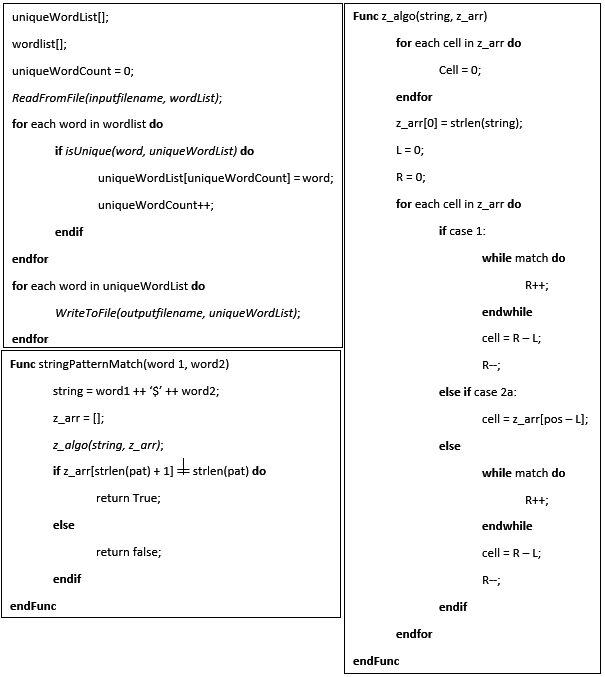 uniqueWordList[];
wordlist[];
uniqueWordCount = 0;
ReadFromFile(inputfilename, wordList);
for each word in wordlist do
if isUnique(word, uniqueWordList) do
uniqueWordList[uniqueWordCount] = word;
uniqueWordCount++;
endif
endfor
for each word in uniqueWordList do
WriteToFile(outputfilename, uniqueWordList);
endfor
Func stringPatternMatch(word 1, word2)
string = word1 ++ ‘$’ ++ word2;
z_arr = [];
z_algo(string, z_arr);
if z_arr[strlen(pat) + 1] == strlen(pat) do
return True;
else
return false;
endif
endFunc
Func z_algo(string, z_arr)
for each cell in z_arr do
Cell = 0;
endfor
z_arr[0] = strlen(string);
L = 0;
R = 0;
for each cell in z_arr do
if case 1:
while match do
R++;
endwhile
cell = R – L;
R--;
else if case 2a:
cell = z_arr[pos – L];
else
while match do
R++;
endwhile
cell = R – L;
R--;
endif
endfor
endFunc